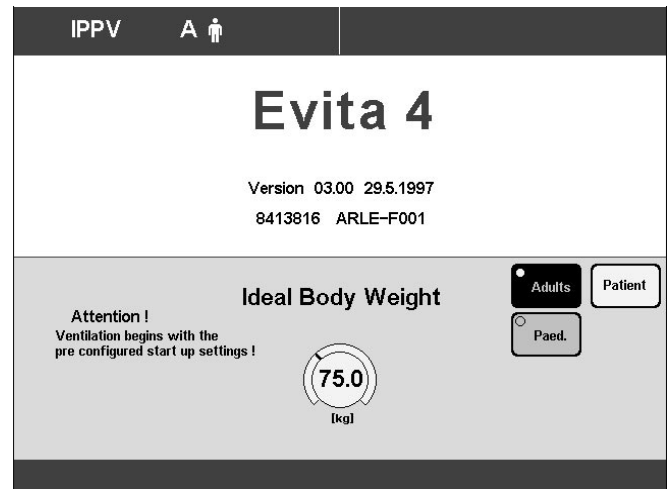 IPPV A
Evita 4
Version 03.00 29.5.1997
8413816 ARLE-F001
Ideal Body Weight
Adults
Patient
Paed.
Attention !
Ventilation begins with the
pre configured start up settings !
75.0
[kg]